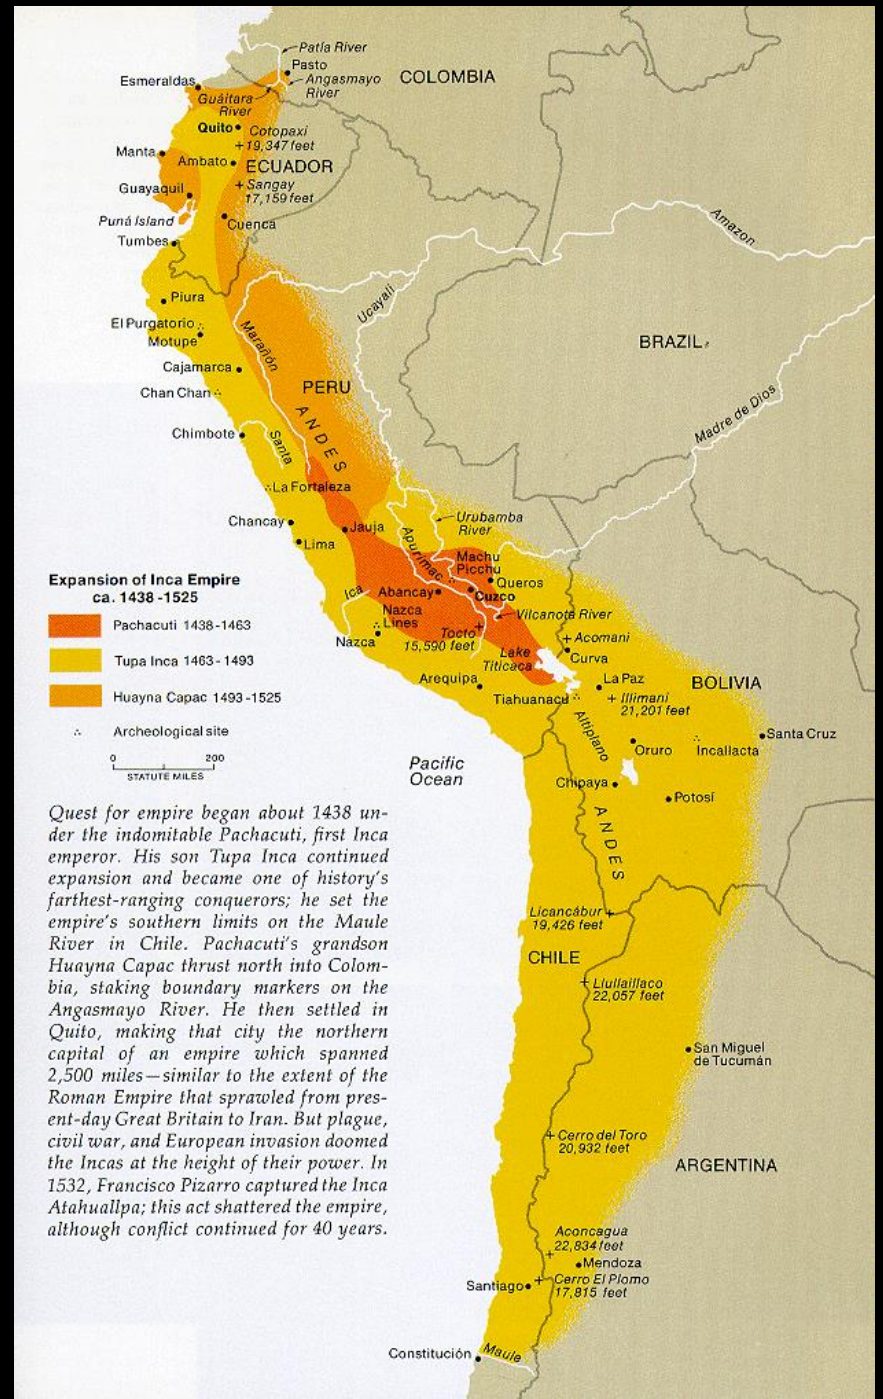 Patía River
Pasto
Angasmayo
River
COLOMBIA
Esmeraldas
Guáitara
River
Quito
Cotopaxi
19,347 feet
Manta
Ambato
ECUADOR
Sangay
17,159 feet
Guayaquil
Puná Island
Cuenca
Tumbes
Amazon
Piura
Ucayali
El Purgatorio
Motupe
Marañón
BRAZIL
Cajamarca
PERU
Chan Chan
ANDES
Madre de Dios
Chimbote
Santa
La Fortaleza
Chancay
Jauja
Urubamba
River
Lima
Apurímac
Machu
Picchu
Queros
Expansion of Inca Empire
ca. 1438-1525
Ica
Abancay
Cuzco
Pachacuti 1438-1463
Nazca
Lines
Vilcanota River
Nazca
Tocto
15,590 feet
Acomani
Tupa Inca 1463-1493
Lake
Titicaca
Curva
Arequipa
La Paz
BOLIVIA
Huayna Capac 1493-1525
Tiahuanacu
Illimani
21,201 feet
Archeological site
Altiplano
Oruro
Incallacta
Santa Cruz
0 200
STATUTE MILES
Pacific
Ocean
Chipaya
Potosí
ANDES
Quest for empire began about 1438 un-
der the indomitable Pachacuti, first Inca
emperor. His son Tupa Inca continued
expansion and became one of history's
farthest-ranging conquerors; he set the
empire's southern limits on the Maule
River in Chile. Pachacuti's grandson
Huayna Capac thrust north into Colom-
bia, staking boundary markers on the
Angasmayo River. He then settled in
Quito, making that city the northern
capital of an empire which spanned
2,500 miles—similar to the extent of the
Roman Empire that sprawled from pres-
ent-day Great Britain to Iran. But plague,
civil war, and European invasion doomed
the Incas at the height of their power. In
1532, Francisco Pizarro captured the Inca
Atahuallpa; this act shattered the empire,
although conflict continued for 40 years.
Licancábur
19,426 feet
CHILE
Llullaillaco
22,057 feet
San Miguel
de Tucumán
Cerro del Toro
20,932 feet
ARGENTINA
Aconcagua
22,834 feet
Mendoza
Santiago
Cerro El Plomo
17,815 feet
Constitución
Maule